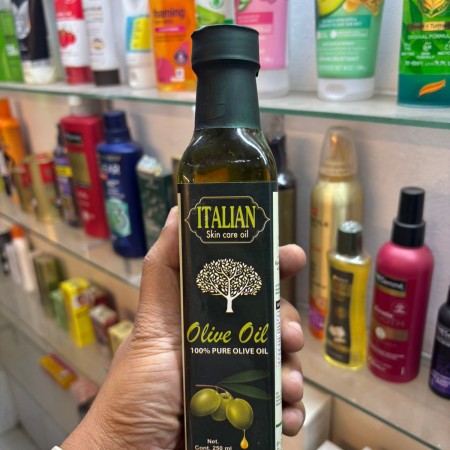 ITALIAN
Skin care oil
Olive Oil
100% PURE OLIVE OIL
Net.
Cont. 250 ml